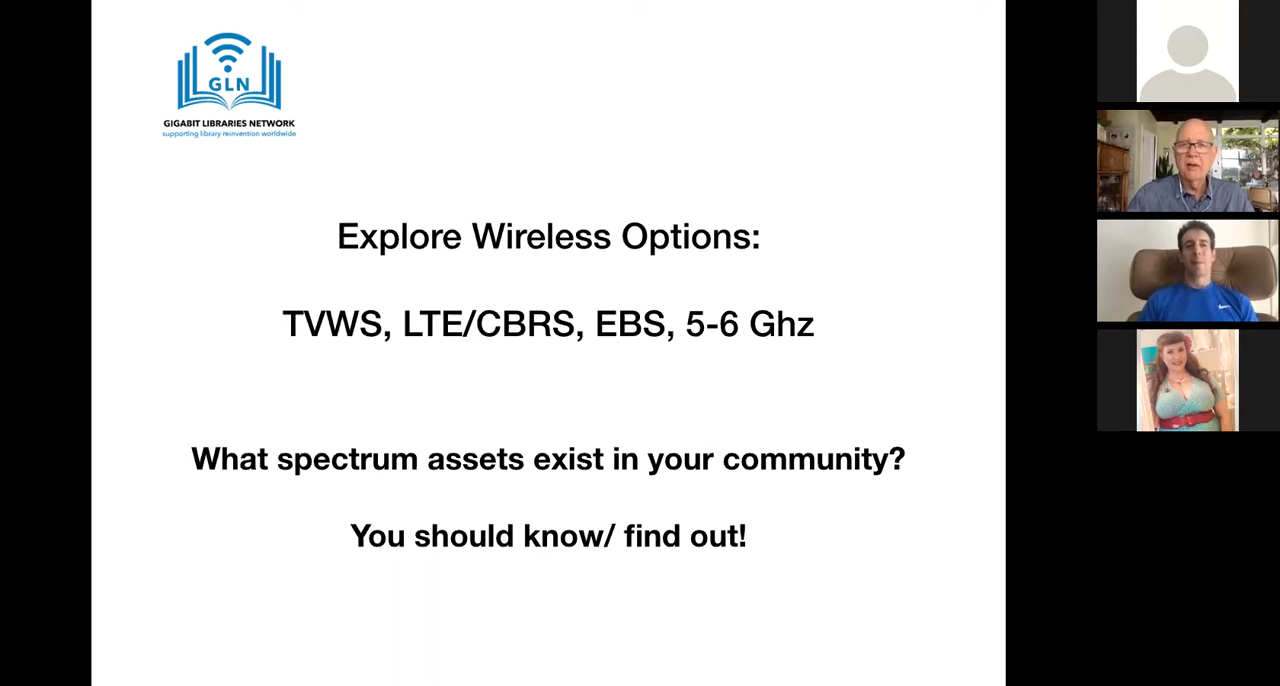 GLN
GIGABIT LIBRARIES NETWORK
supporting library reinvention worldwide
Explore Wireless Options:
TVWS, LTE/CBRS, EBS, 5-6 Ghz
What spectrum assets exist in your community?
You should know/ find out!